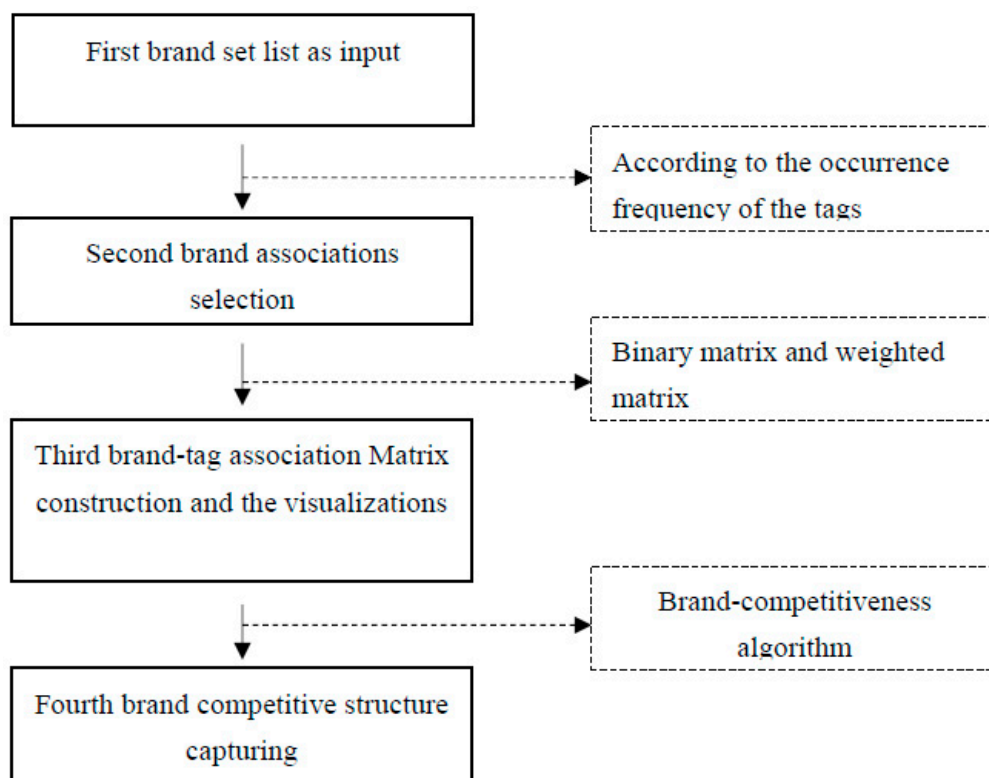 First brand set list as input
According to the occurrence
frequency of the tags
Second brand associations
selection
Binary matrix and weighted
matrix
Third brand-tag association Matrix
construction and the visualizations
Brand-competitiveness
algorithm
Fourth brand competitive structure
capturing